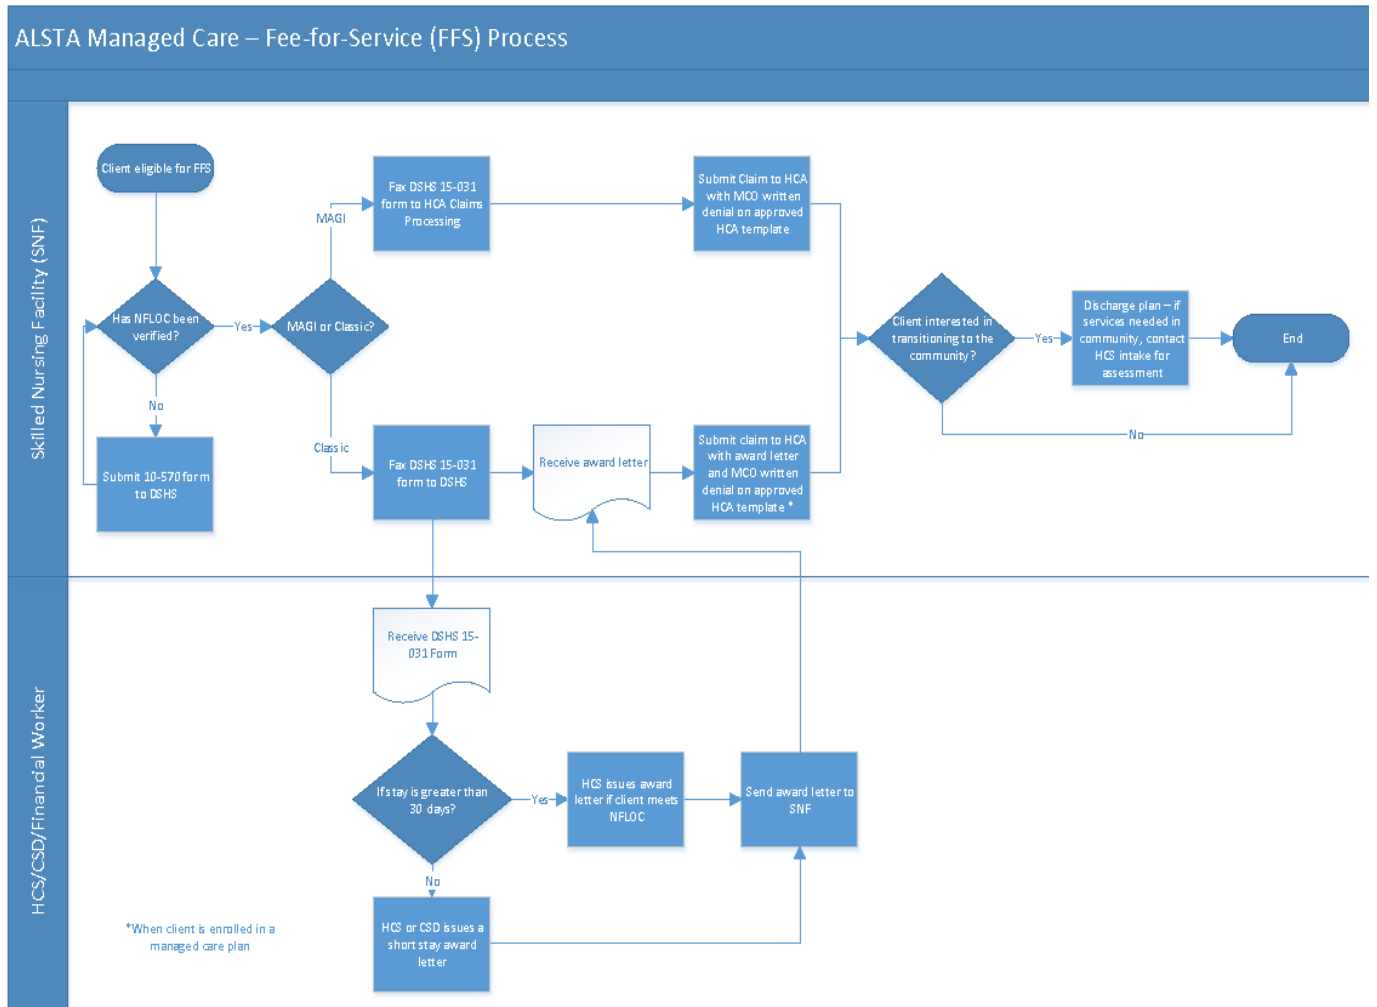 ALSTA Managed Care – Fee-for-Service (FFS) Process
Skilled Nursing Facility (SNF)
Client eligible for FFS
Has NFLOC been
verified?
Yes
No
Submit 10-570 form
to DSHS
MAGI or Classic?
MAGI
Classic
Fax DSHS 15-031
form to HCA Claims
Processing
Submit Claim to HCA
with MCO written
denial on approved
HCA template
Fax DSHS 15-031
form to DSHS
Receive award letter
Submit claim to HCA
with award letter
and MCO written
denial on approved
HCA template *
Client interested in
transitioning to the
community?
Yes
No
Discharge plan – if
services needed in
community, contact
HCS intake for
assessment
End
HCS/CSD/Financial Worker
Receive DSHS 15-
031 Form
If stay is greater than
30 days?
Yes
No
HCS issues award
letter if client meets
NFLOC
Send award letter to
SNF
HCS or CSD issues a
short stay award
letter
*When client is enrolled in a
managed care plan